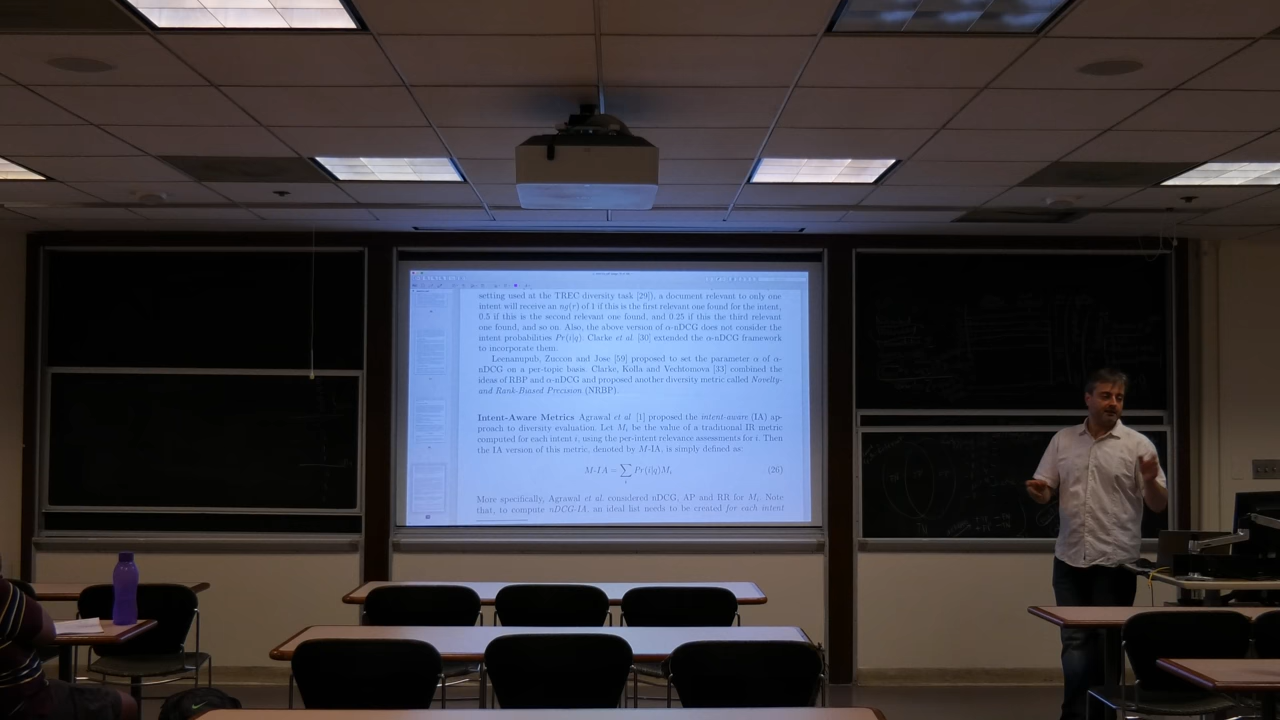 setting used at the TREC diversity task [29]), a document relevant to only one
intent will receive an ng(r) of 1 if this is the first relevant one found for the intent,
0.5 if this is the second relevant one found, and 0.25 if this the third relevant
one found, and so on. Also, the above version of α-nDCG does not consider the
intent probabilities Pr(i|q). Clarke et al. [30] extended the α-nDCG framework
to incorporate them.
Leelanupab, Zuccon and Jose [59] proposed to set the parameter α of α-
nDCG on a per-topic basis. Clarke, Kolla and Vechtomova [33] combined the
ideas of RBP and α-nDCG and proposed another diversity metric called Novelty-
and Rank-Biased Precision (NRBP).
Intent-Aware Metrics Agrawal et al. [1] proposed the intent-aware (IA) ap-
proach to diversity evaluation. Let Mᵢ be the value of a traditional IR metric
computed for each intent i, using the per-intent relevance assessments for i. Then
the IA version of this metric, denoted by M-IA, is simply defined as:
M-IA = ∑ᵢ Pr(i|q)Mᵢ . (26)
More specifically, Agrawal et al. considered nDCG, AP and RR for Mᵢ. Note
that, to compute nDCG-IA, an ideal list needs to be created for each intent